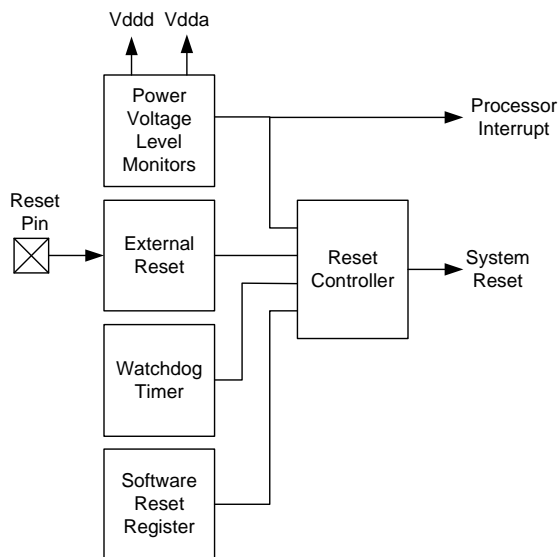 Vddd Vdda
Power
Voltage
Level
Monitors
Processor
Interrupt
Reset
Pin
External
Reset
Reset
Controller
System
Reset
Watchdog
Timer
Software
Reset
Register